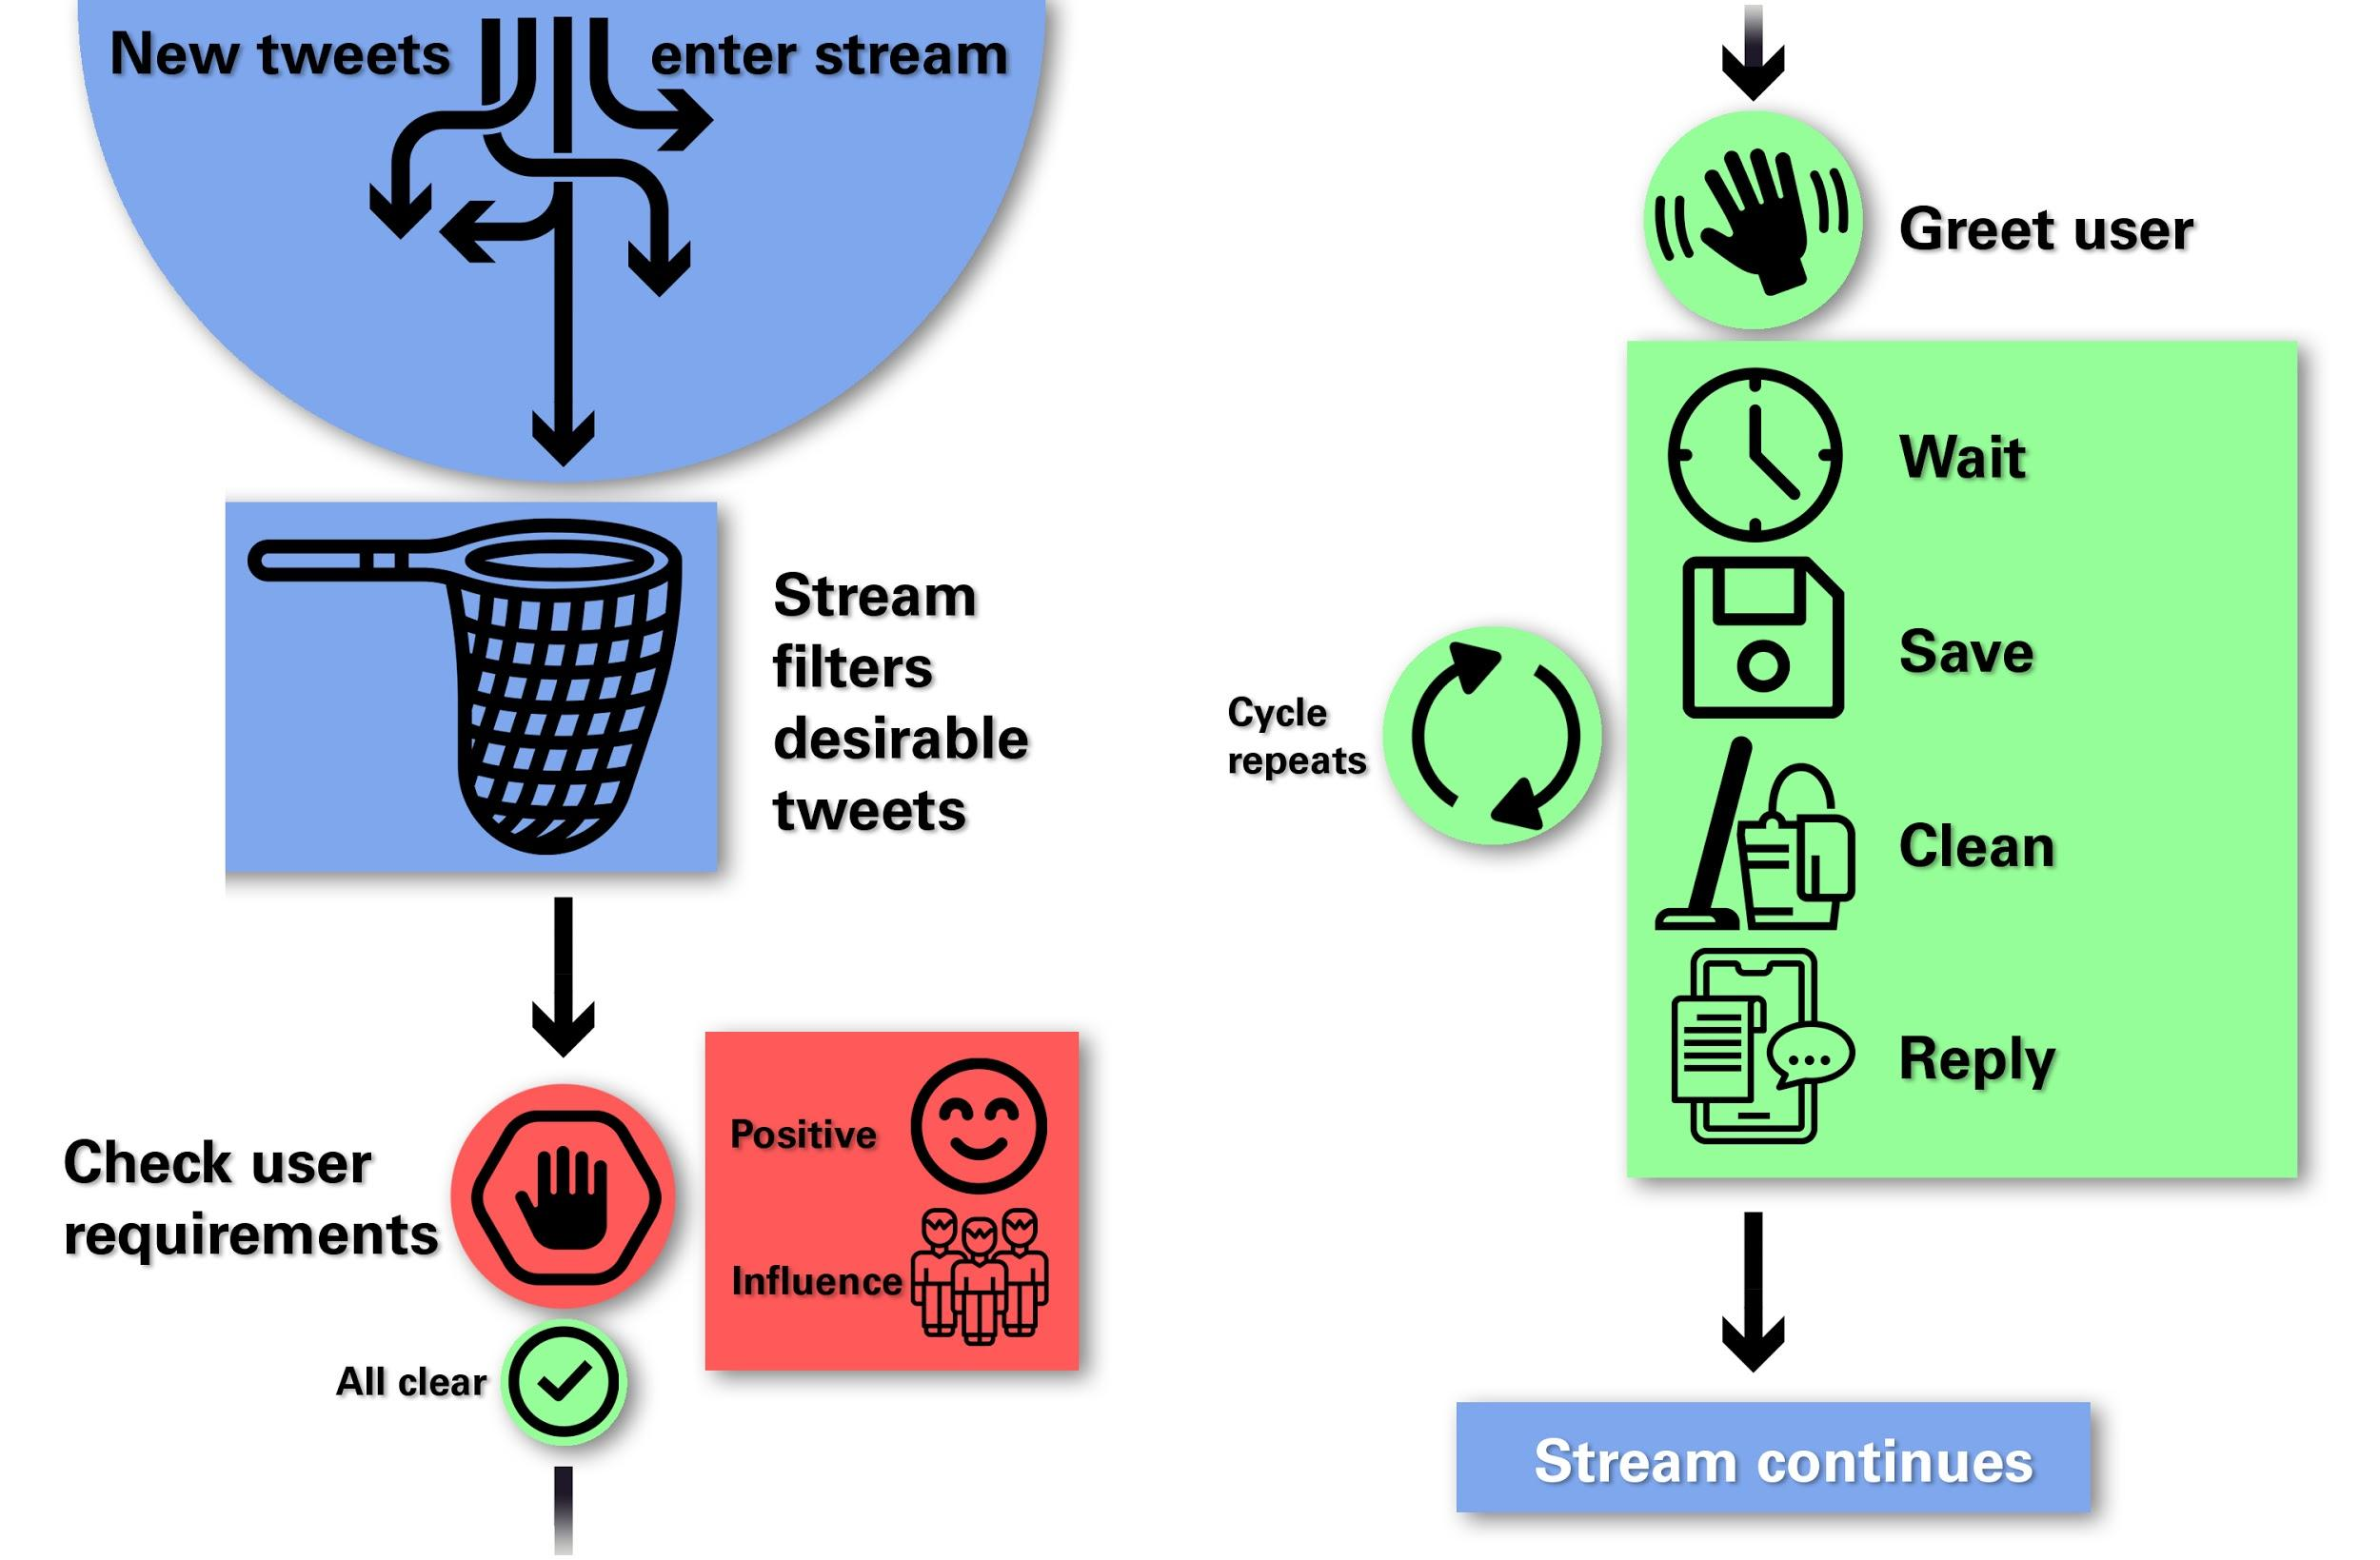 New tweets enter stream
Stream
filters
desirable
tweets
Check user
requirements
Positive
Influence
All clear
Greet user
Wait
Save
Cycle
repeats
Clean
Reply
Stream continues